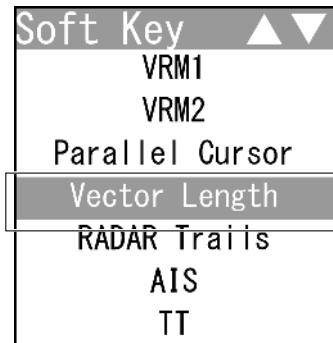 Soft Key ▲▼
VRM1
VRM2
Parallel Cursor
Vector Length
RADAR Trails
AIS
TT